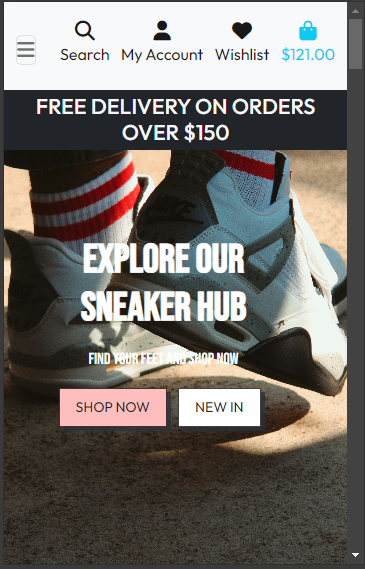 Search My Account Wishlist $121.00
FREE DELIVERY ON ORDERS
OVER $150
EXPLORE OUR
SNEAKER HUB
FIND YOUR FEET AND SHOP NOW
SHOP NOW NEW IN